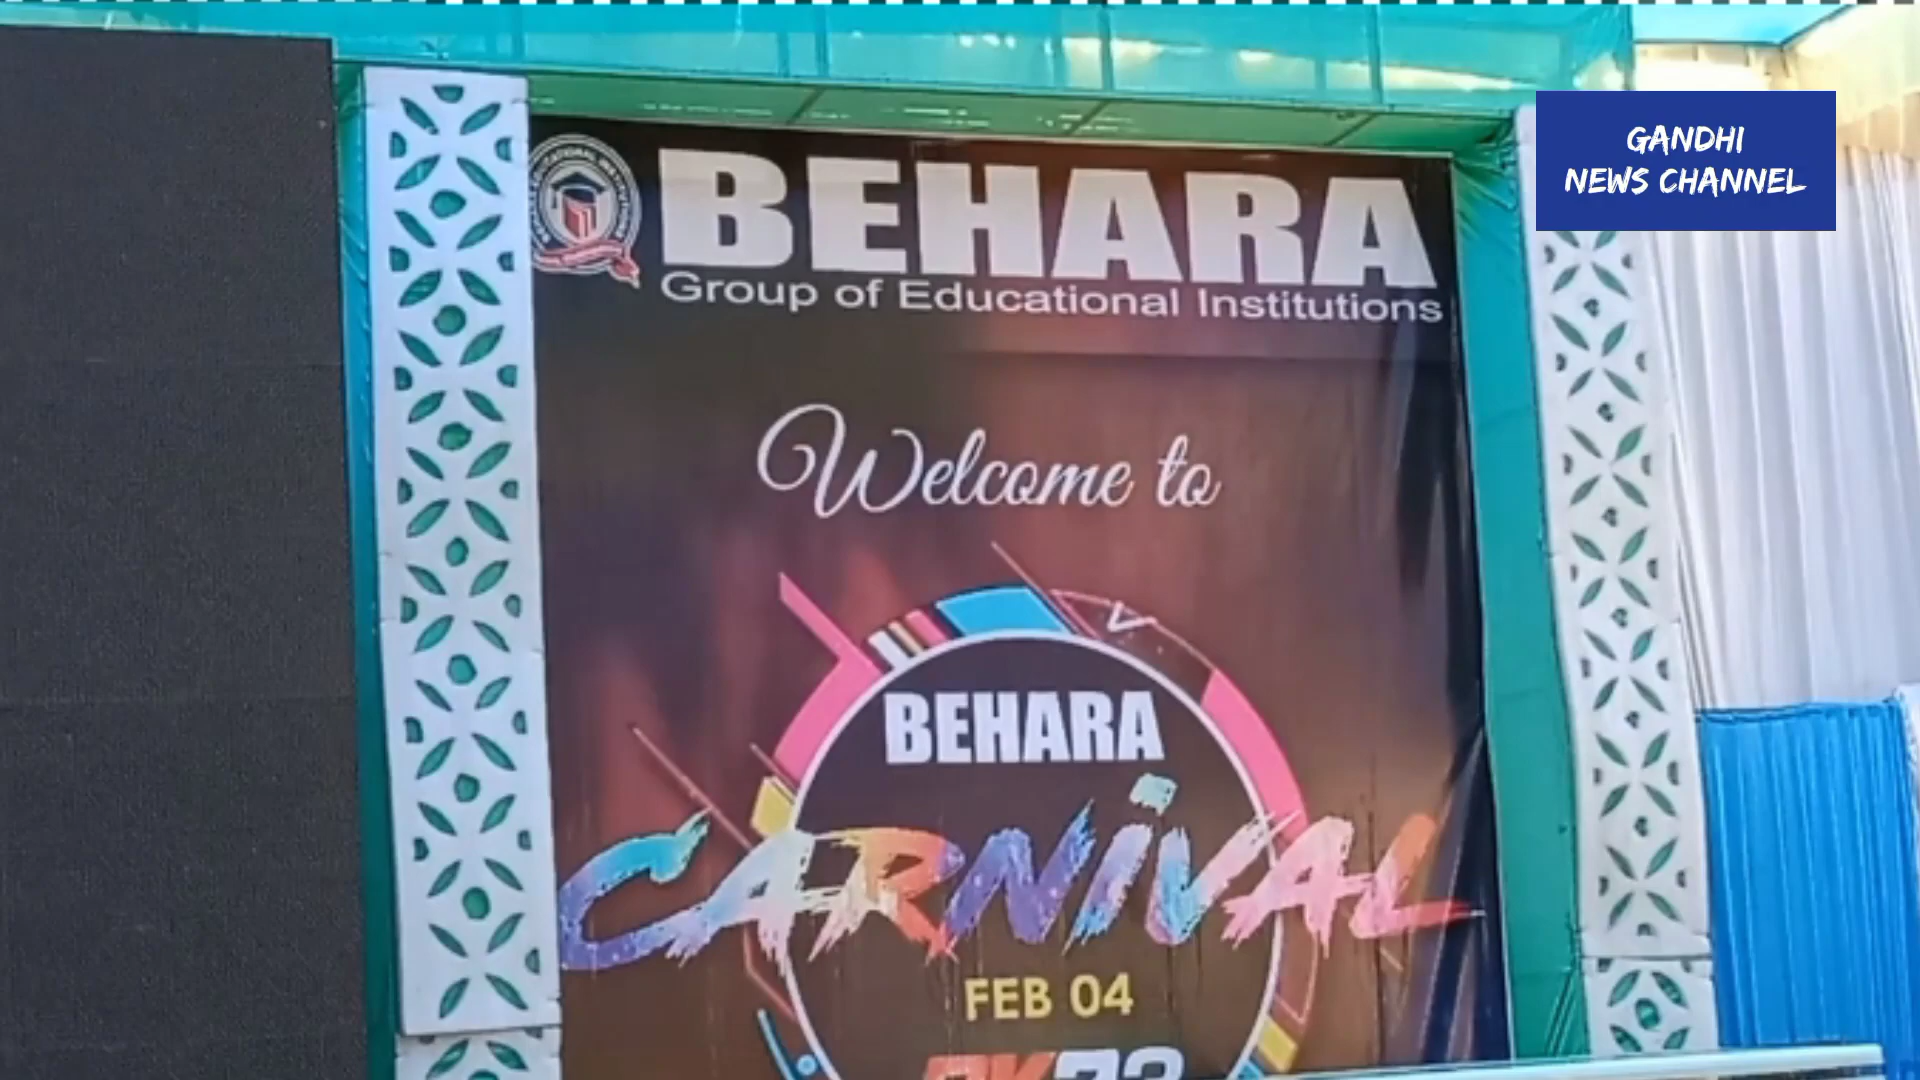 GANDHI
NEWS CHANNEL
BEHARA
Group of Educational Institutions
Welcome to
BEHARA
CARNIVAL
FEB 04